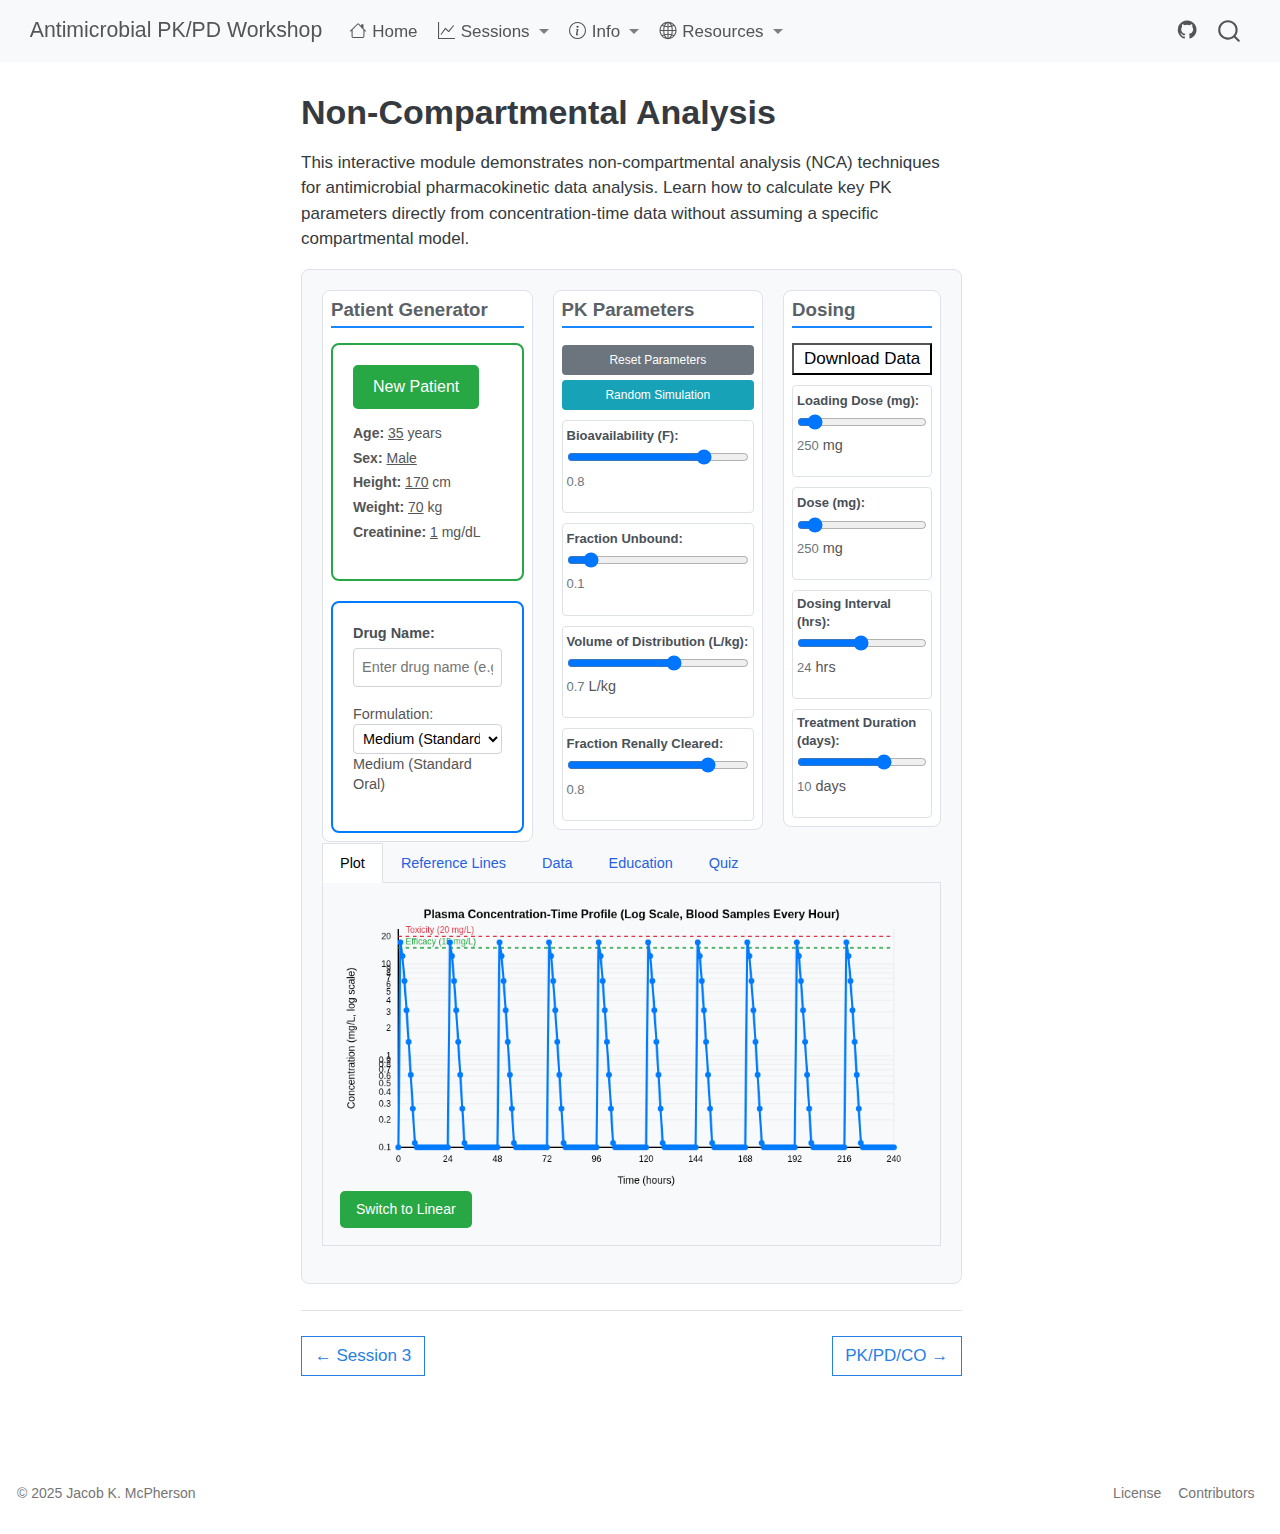 Antimicrobial PK/PD Workshop
Home
Sessions
Info
Resources
Non-Compartmental Analysis
This interactive module demonstrates non-compartmental analysis (NCA) techniques
for antimicrobial pharmacokinetic data analysis. Learn how to calculate key PK
parameters directly from concentration-time data without assuming a specific
compartmental model.
Patient Generator
New Patient
Age: 35 years
Sex: Male
Height: 170 cm
Weight: 70 kg
Creatinine: 1 mg/dL
Drug Name:
Enter drug name (e.g
Formulation:
Medium (Standard
Medium (Standard
Oral)
PK Parameters
Reset Parameters
Random Simulation
Bioavailability (F):
0.8
Fraction Unbound:
0.1
Volume of Distribution (L/kg):
0.7 L/kg
Fraction Renally Cleared:
0.8
Dosing
Download Data
Loading Dose (mg):
250 mg
Dose (mg):
250 mg
Dosing Interval
(hrs):
24 hrs
Treatment Duration
(days):
10 days
Plot
Reference Lines
Data
Education
Quiz
Plasma Concentration-Time Profile (Log Scale, Blood Samples Every Hour)
Toxicity (20 mg/L)
Efficacy (15 mg/L)
Concentration (mg/L, log scale)
20
10
9
8
7
6
5
4
3
2
1
0.9
0.8
0.7
0.6
0.5
0.4
0.3
0.2
0.1
0 24 48 72 96 120 144 168 192 216 240
Time (hours)
Switch to Linear
← Session 3
PK/PD/CO →
© 2025 Jacob K. McPherson
License
Contributors